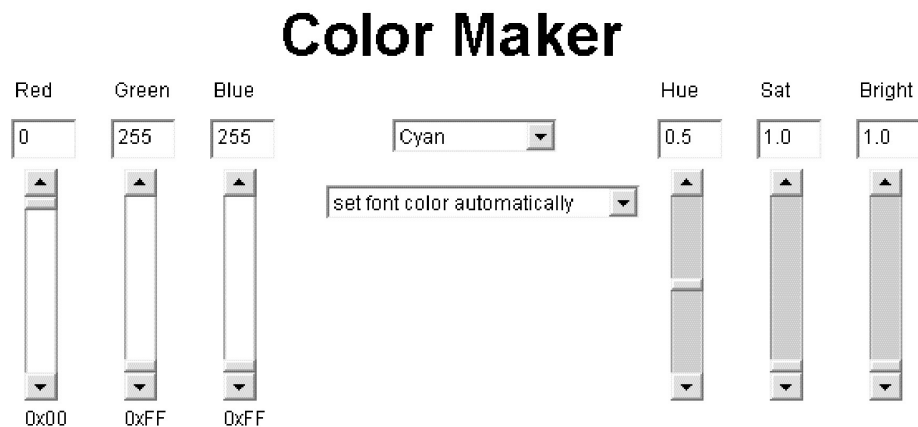 Color Maker
Red Green Blue Hue Sat Bright
0 255 255 Cyan 0.5 1.0 1.0
set font color automatically
0x00 0xFF 0xFF